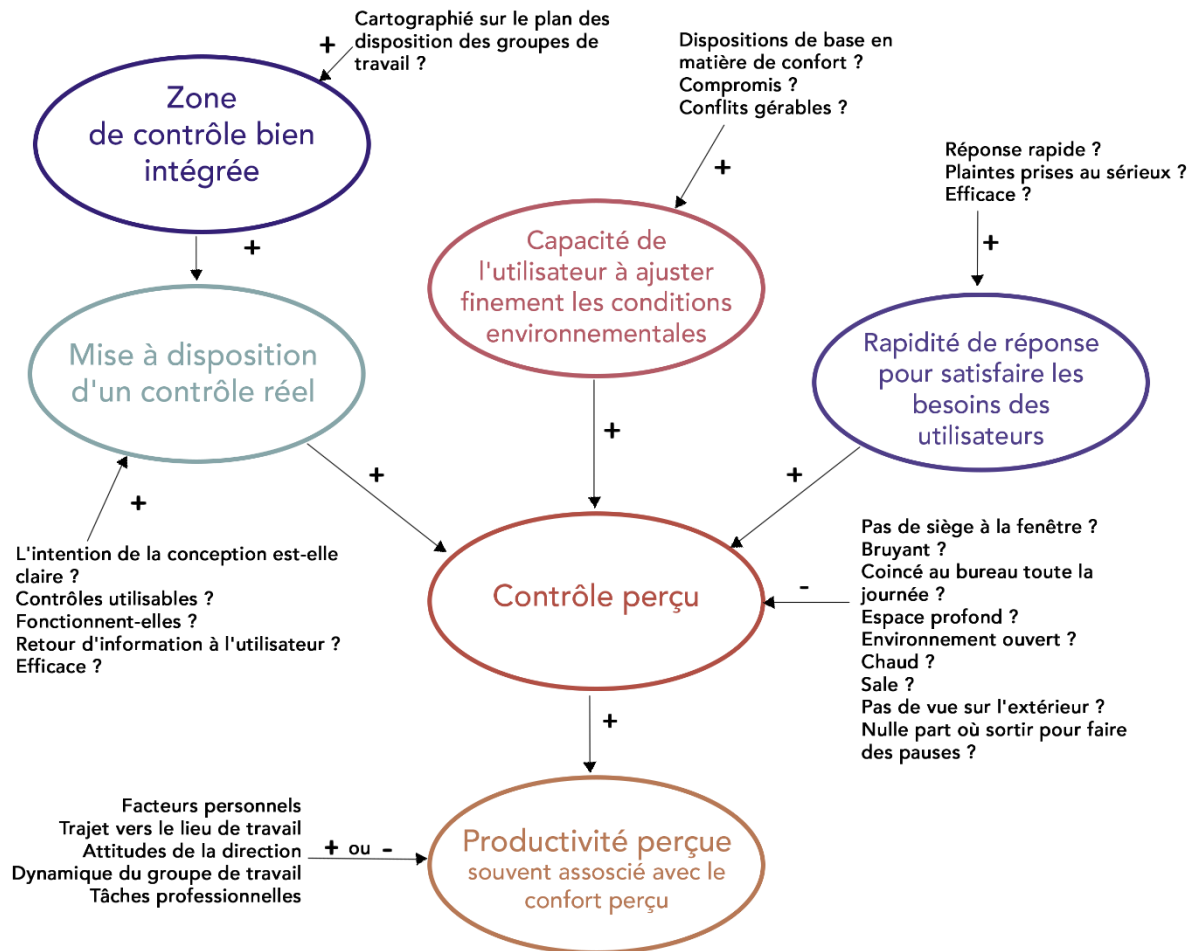 Cartographié sur le plan des
disposition des groupes de
travail ?
+
Zone
de contrôle bien
intégrée
+
Dispositions de base en
matière de confort ?
Compromis ?
Conflits gérables ?
+
Réponse rapide ?
Plaintes prises au sérieux ?
Efficace ?
+
Capacité de
l'utilisateur à ajuster
finement les conditions
environnementales
Mise à disposition
d'un contrôle réel
Rapidité de réponse
pour satisfaire les
besoins des
utilisateurs
+
+
+
+
L'intention de la conception est-elle
claire ?
Contrôles utilisables ?
Fonctionnent-elles ?
Retour d'information à l'utilisateur ?
Efficace ?
Contrôle perçu
-
Pas de siège à la fenêtre ?
Bruyant ?
Coincé au bureau toute la
journée ?
Espace profond ?
Environnement ouvert ?
Chaud ?
Sale ?
Pas de vue sur l'extérieur ?
Nulle part où sortir pour faire
des pauses ?
+
Facteurs personnels
Trajet vers le lieu de travail
Attitudes de la direction
Dynamique du groupe de travail
Tâches professionnelles
+ ou -
Productivité perçue
souvent assoscié avec le
confort perçu